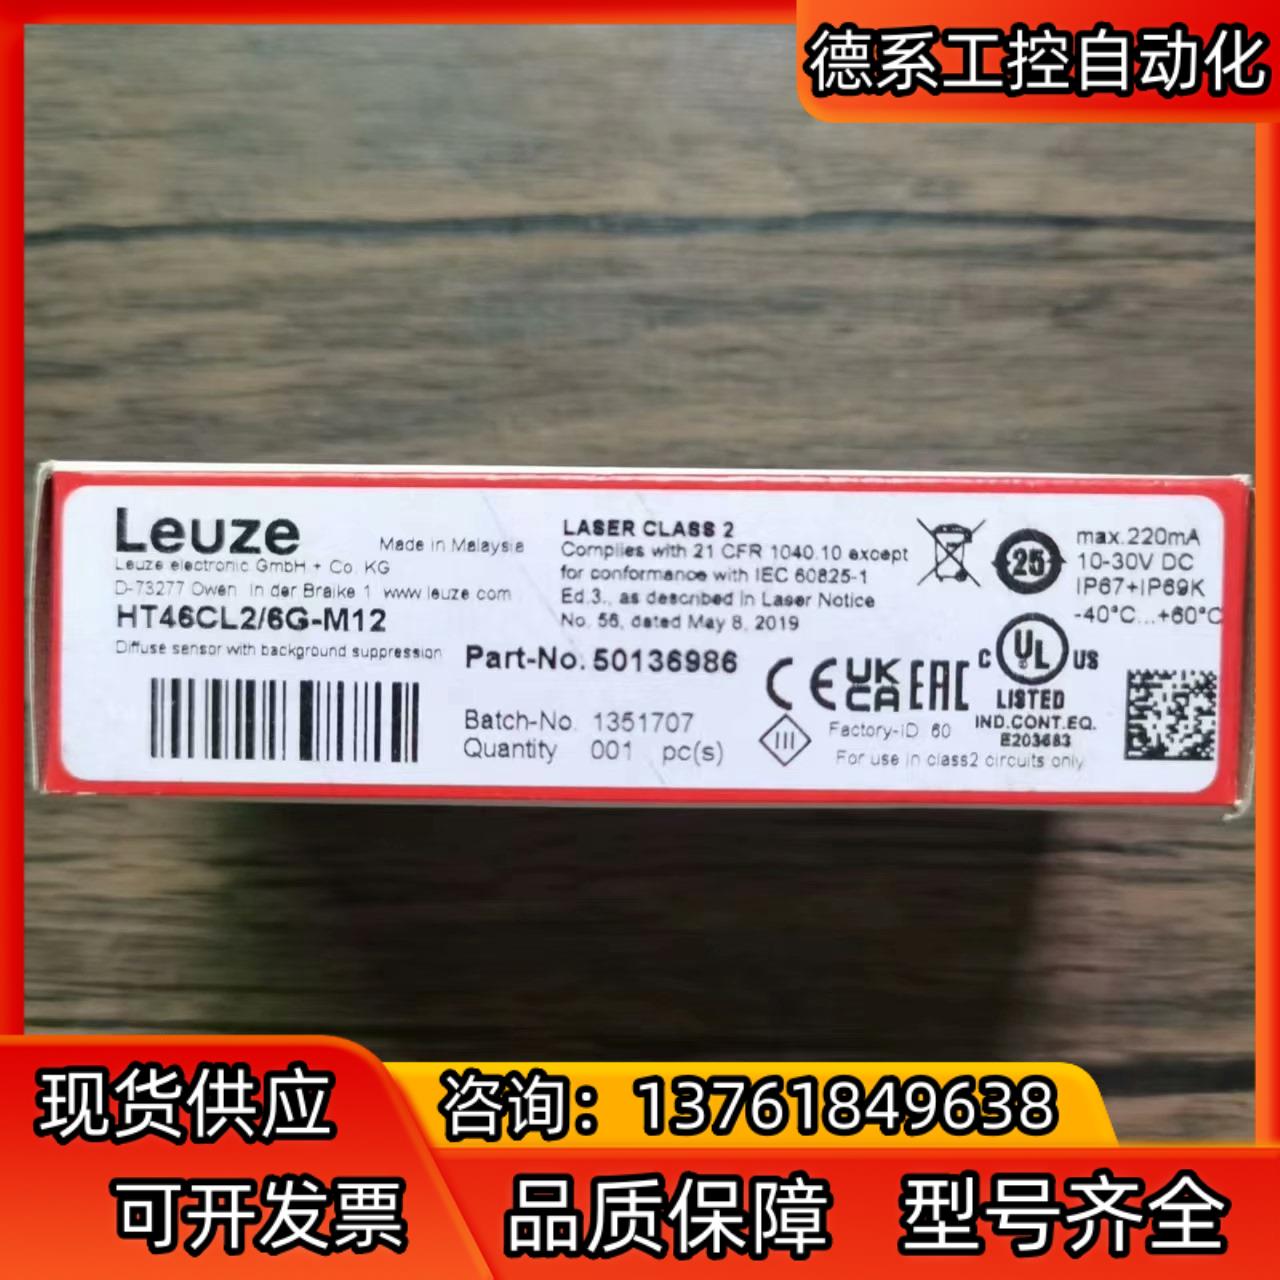 德系工控自动化
Leuze
Made in Malaysia
Leuze electronic GmbH + Co. KG
D-73277 Owen In der Braike 1 www.leuze.com
HT46CL2/6G-M12
Diffuse sensor with background suppression
LASER CLASS 2
Complies with 21 CFR 1040.10 except
for conformance with IEC 60825-1
Ed.3., as described in Laser Notice
No. 56, dated May 8, 2019
Part-No. 50136986
Batch-No. 1351707
Quantity 001 pc(s)
25
max.220mA
10-30V DC
IP67+IP69K
-40°C...+60°C
CE UK CA EAC
III
Factory-ID 60
C UL US
LISTED
IND.CONT.EQ.
E203683
For use in class2 circuits only
现货供应
咨询：13761849638
可开发票
品质保障
型号齐全